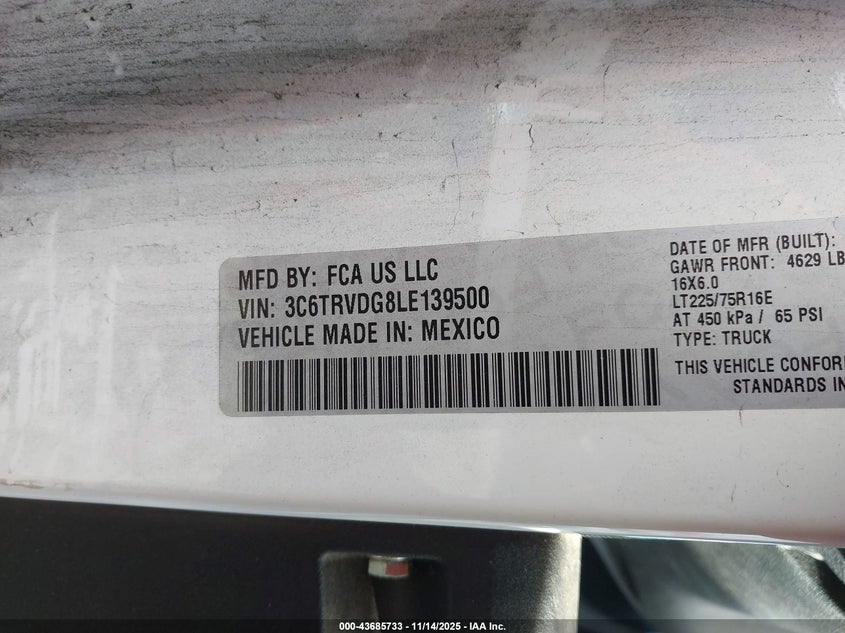 MFD BY: FCA US LLC
VIN: 3C6TRVDG8LE139500
VEHICLE MADE IN: MEXICO
DATE OF MFR (BUILT):
GAWR FRONT: 4629 LB
16X6.0
LT225/75R16E
AT 450 kPa / 65 PSI
TYPE: TRUCK
THIS VEHICLE CONFOR
STANDARDS IN
000-43685733 - 11/14/2025 - IAA Inc.